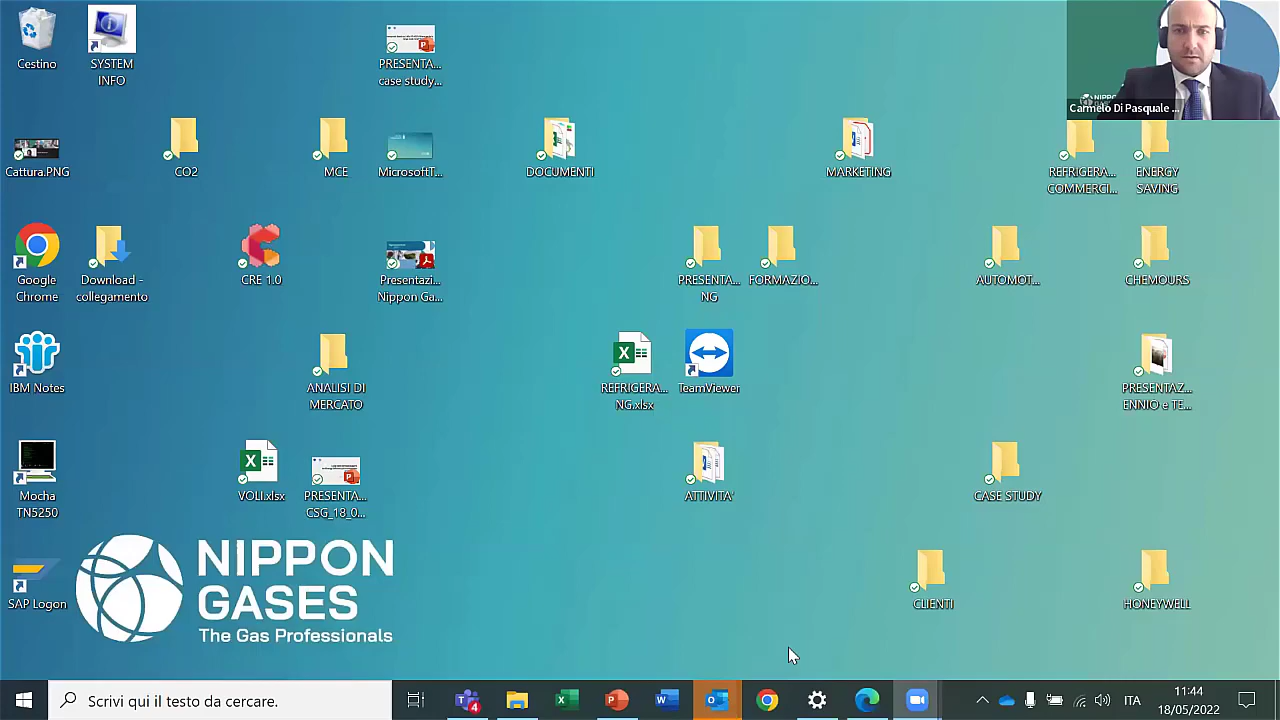 Cestino
SYSTEM
INFO
PRESENTA...
case study...
Carmelo Di Pasquale ...
Cattura.PNG
CO2
MCE
MicrosoftT...
DOCUMENTI
MARKETING
REFRIGERA...
COMMERCI...
ENERGY
SAVING
Google
Chrome
Download -
collegamento
CRE 1.0
Presentazi...
Nippon Ga...
PRESENTA...
NG
FORMAZIO...
AUTOMOT...
CHEMOURS
IBM Notes
ANALISI DI
MERCATO
REFRIGERA...
NG.xlsx
TeamViewer
PRESENTAZ...
ENNIO e TE...
Mocha
TN5250
VOLI.xlsx
PRESENTA...
CSG_18_0...
ATTIVITA'
CASE STUDY
SAP Logon
NIPPON
GASES
The Gas Professionals
CLIENTI
HONEYWELL
Scrivi qui il testo da cercare.
4
ITA
11:44
18/05/2022